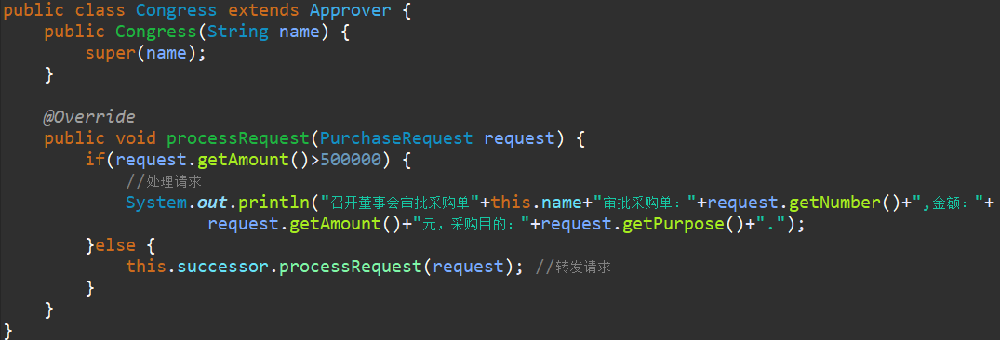 public class Congress extends Approver {
    public Congress(String name) {
        super(name);
    }

    @Override
    public void processRequest(PurchaseRequest request) {
        if(request.getAmount()>500000) {
            //处理请求
            System.out.println("召开董事会审批采购单"+this.name+"审批采购单："+request.getNumber()+",金额："+
                    request.getAmount()+"元，采购目的："+request.getPurpose()+".");
        }else {
            this.successor.processRequest(request); //转发请求
        }
    }
}